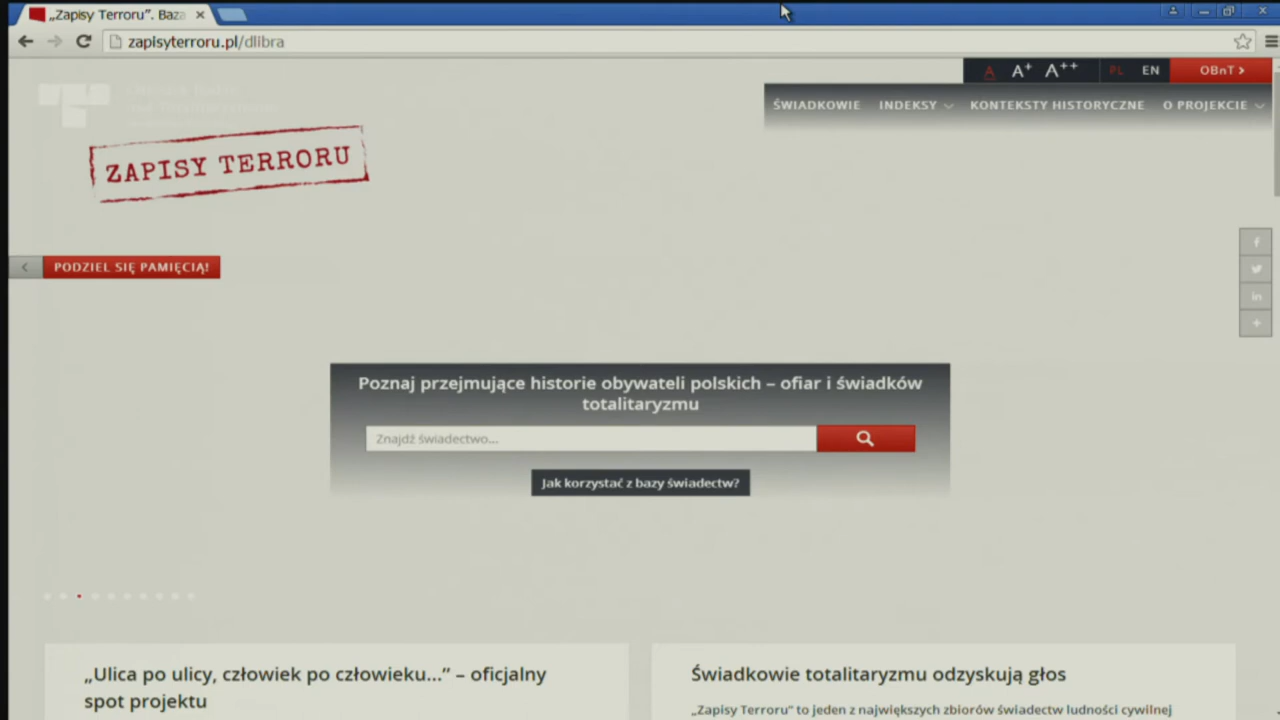 „Zapisy Terroru”. Baza
zapisyterroru.pl/dlibra
A A+ A++ PL EN OBnT >
ŚWIADKOWIE INDEKSY KONTEKSTY HISTORYCZNE O PROJEKCIE
ZAPISY TERRORU
PODZIEL SIĘ PAMIĘCIĄ!
Poznaj przejmujące historie obywateli polskich – ofiar i świadków
totalitaryzmu
Znajdź świadectwo...
Jak korzystać z bazy świadectw?
„Ulica po ulicy, człowiek po człowieku...” – oficjalny
spot projektu
Świadkowie totalitaryzmu odzyskują głos
„Zapisy Terroru” to jeden z największych zbiorów świadectw ludności cywilnej